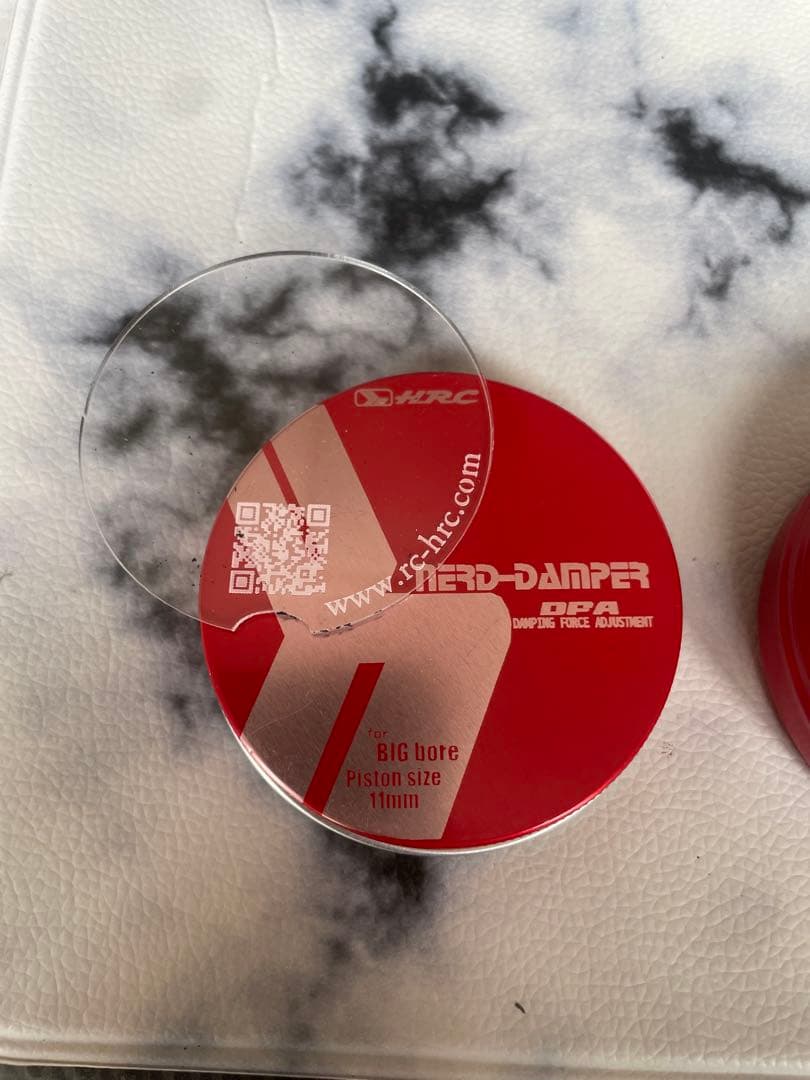 HRC
www.rc-hrc.com
NERD-DAMPER
DPA
DAMPING FORCE ADJUSTMENT
for
BIG bore
Piston size
11mm